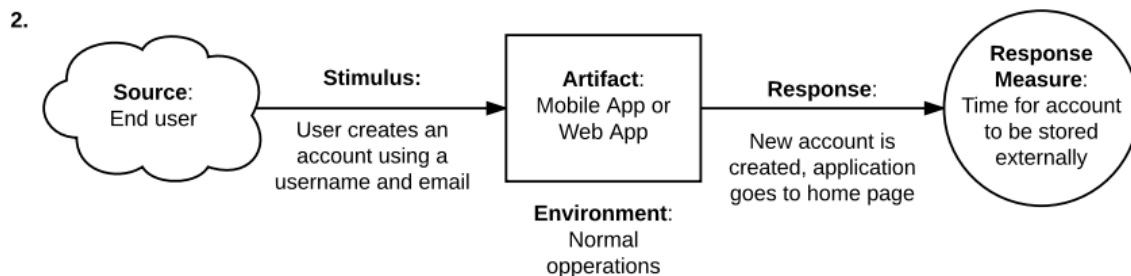 2.
Source:
End user
Stimulus:
User creates an
account using a
username and email
Artifact:
Mobile App or
Web App
Environment:
Normal
opperations
Response:
New account is
created, application
goes to home page
Response
Measure:
Time for account
to be stored
externally